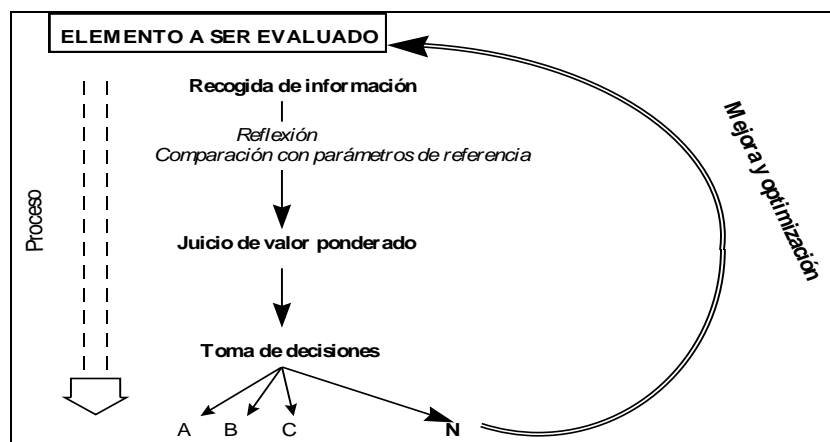 ELEMENTO A SER EVALUADO
Recogida de información
Reflexión
Comparación con parámetros de referencia
Juicio de valor ponderado
Toma de decisiones
A B C N
Proceso
Mejora y optimización